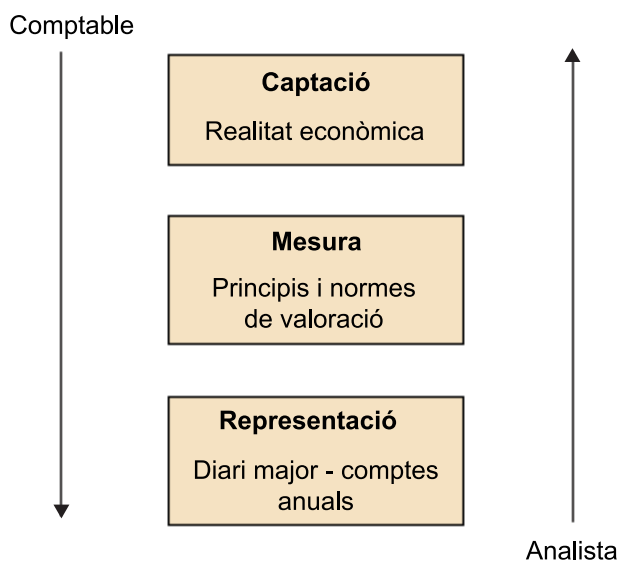 Comptable
Captació
Realitat econòmica
Mesura
Principis i normes
de valoració
Representació
Diari major - comptes
anuals
Analista